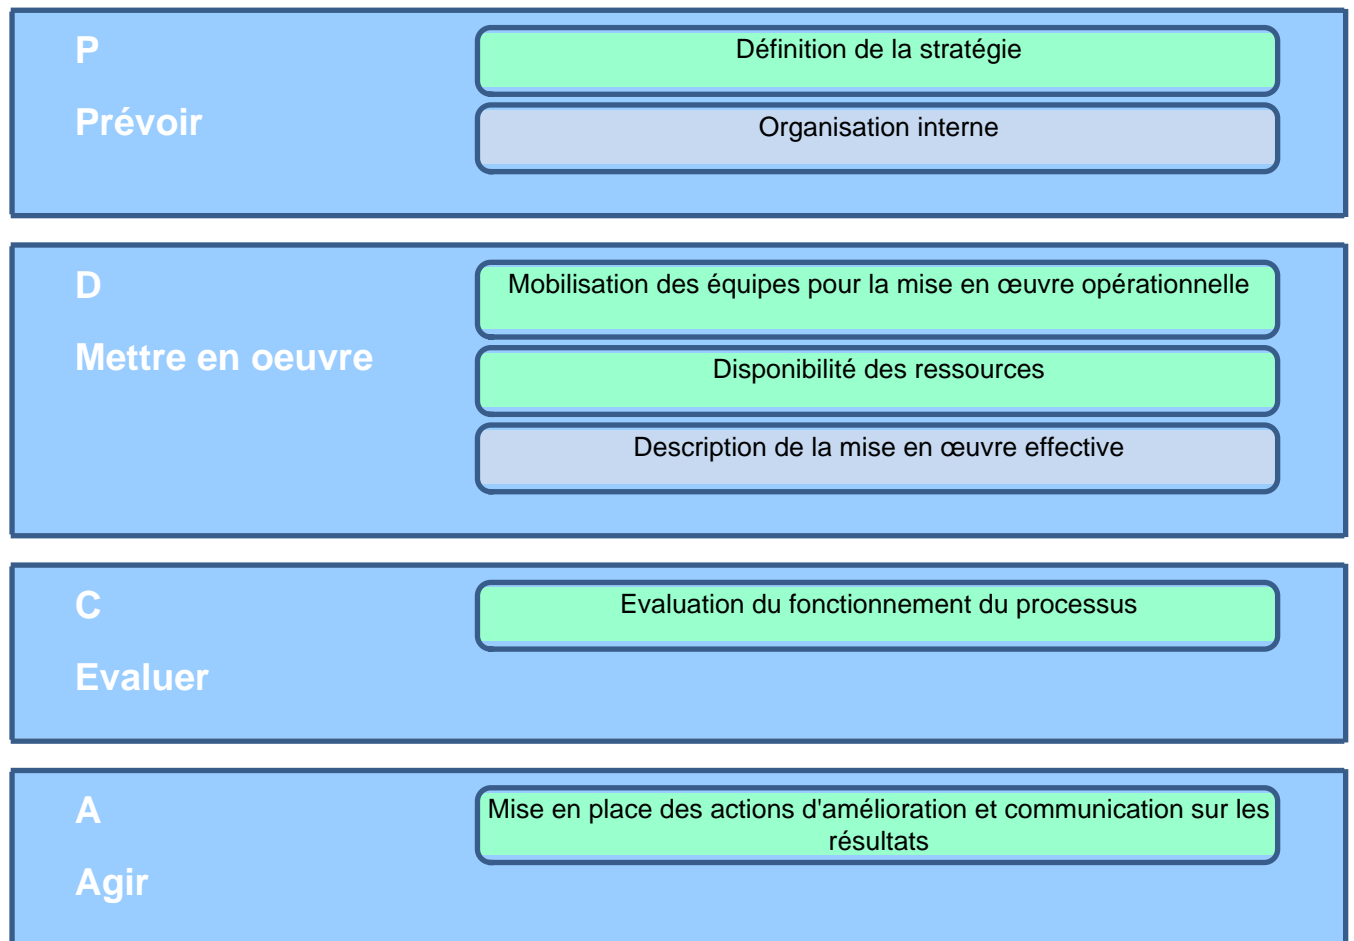 P
Prévoir
Définition de la stratégie
Organisation interne
D
Mettre en oeuvre
Mobilisation des équipes pour la mise en œuvre opérationnelle
Disponibilité des ressources
Description de la mise en œuvre effective
C
Evaluer
Evaluation du fonctionnement du processus
A
Agir
Mise en place des actions d'amélioration et communication sur les
résultats